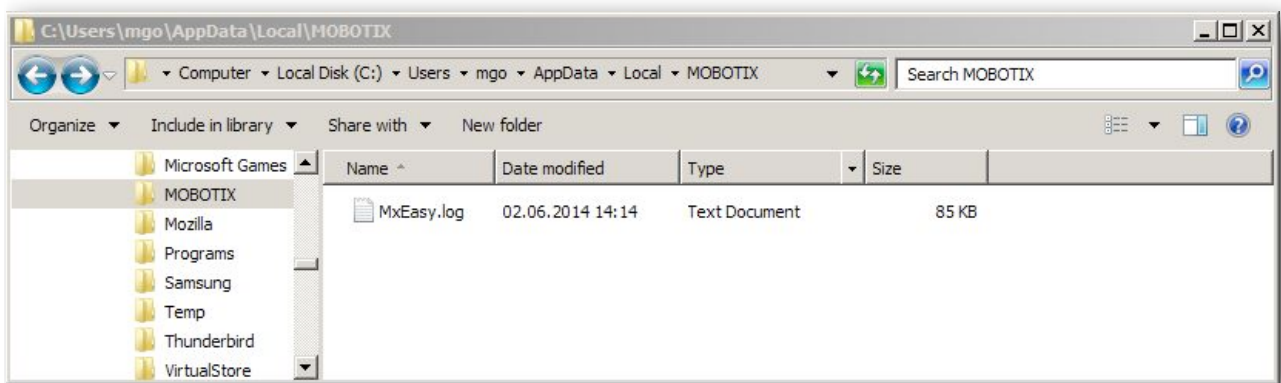 C:\Users\mgo\AppData\Local\MOBOTIX
Computer Local Disk (C:) Users mgo AppData Local MOBOTIX Search MOBOTIX
Organize Include in library Share with New folder
Microsoft Games Name Date modified Type Size
MOBOTIX
MxEasy.log 02.06.2014 14:14 Text Document 85 KB
Mozilla
Programs
Samsung
Temp
Thunderbird
VirtualStore